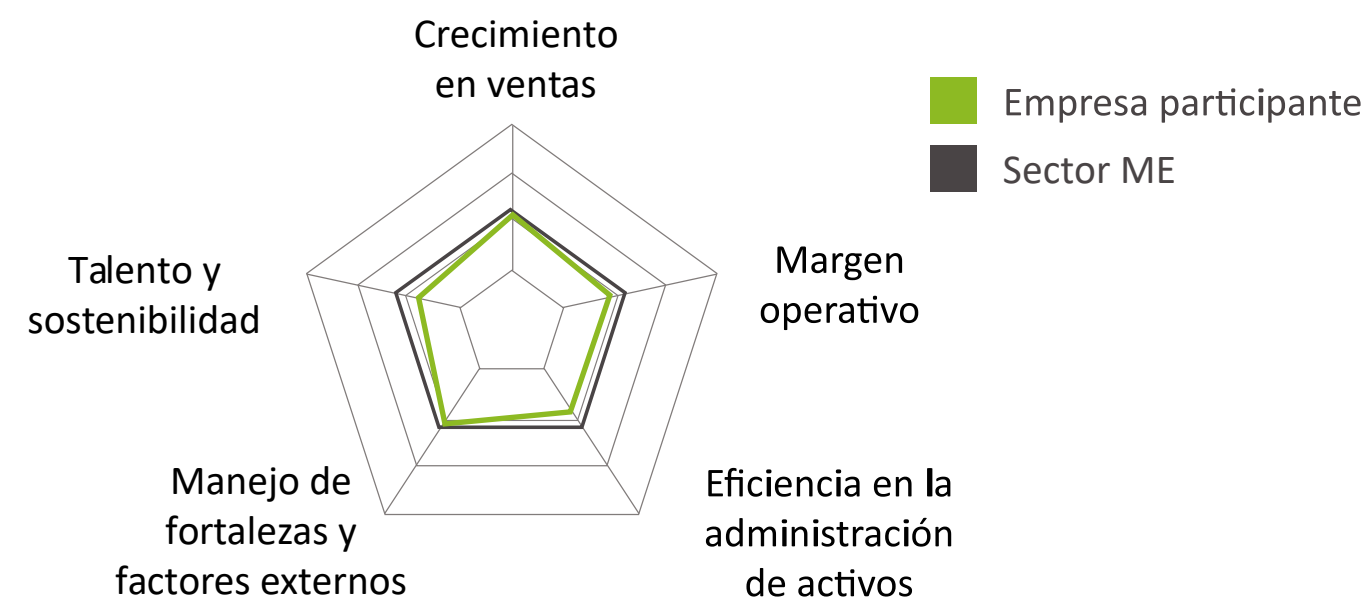 Crecimiento
en ventas
Empresa participante
Sector ME
Margen
operativo
Talento y
sostenibilidad
Manejo de
fortalezas y
factores externos
Eficiencia en la
administración
de activos